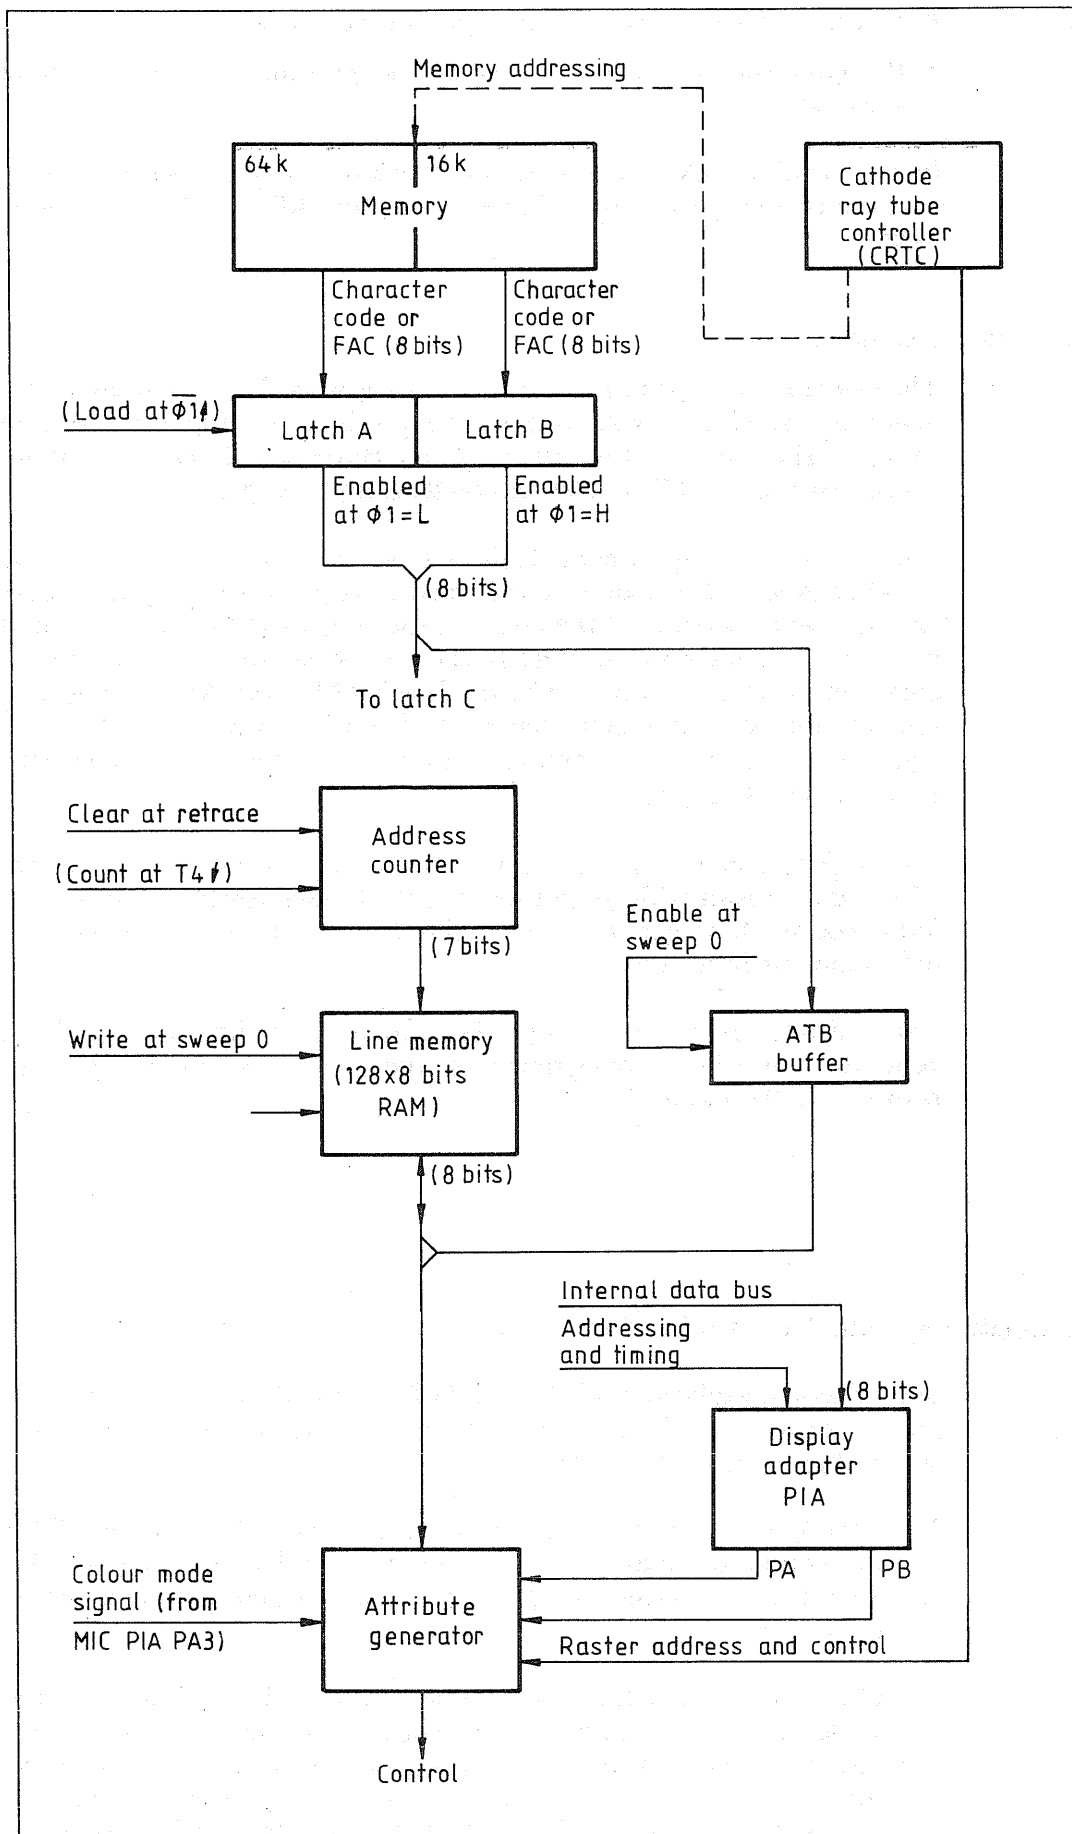 Memory addressing
64k
16k
Memory
Cathode
ray tube
controller
(CRTC)
Character
code or
FAC (8 bits)
Character
code or
FAC (8 bits)
(Load at φ̅1̅)
Latch A
Latch B
Enabled
at φ1=L
Enabled
at φ1=H
(8 bits)
To latch C
Clear at retrace
(Count at T4)
Address
counter
(7 bits)
Enable at
sweep 0
Write at sweep 0
Line memory
(128x8 bits
RAM)
ATB
buffer
(8 bits)
Internal data bus
Addressing
and timing
(8 bits)
Display
adapter
PIA
PA
PB
Colour mode
signal (from
MIC PIA PA3)
Attribute
generator
Raster address and control
Control